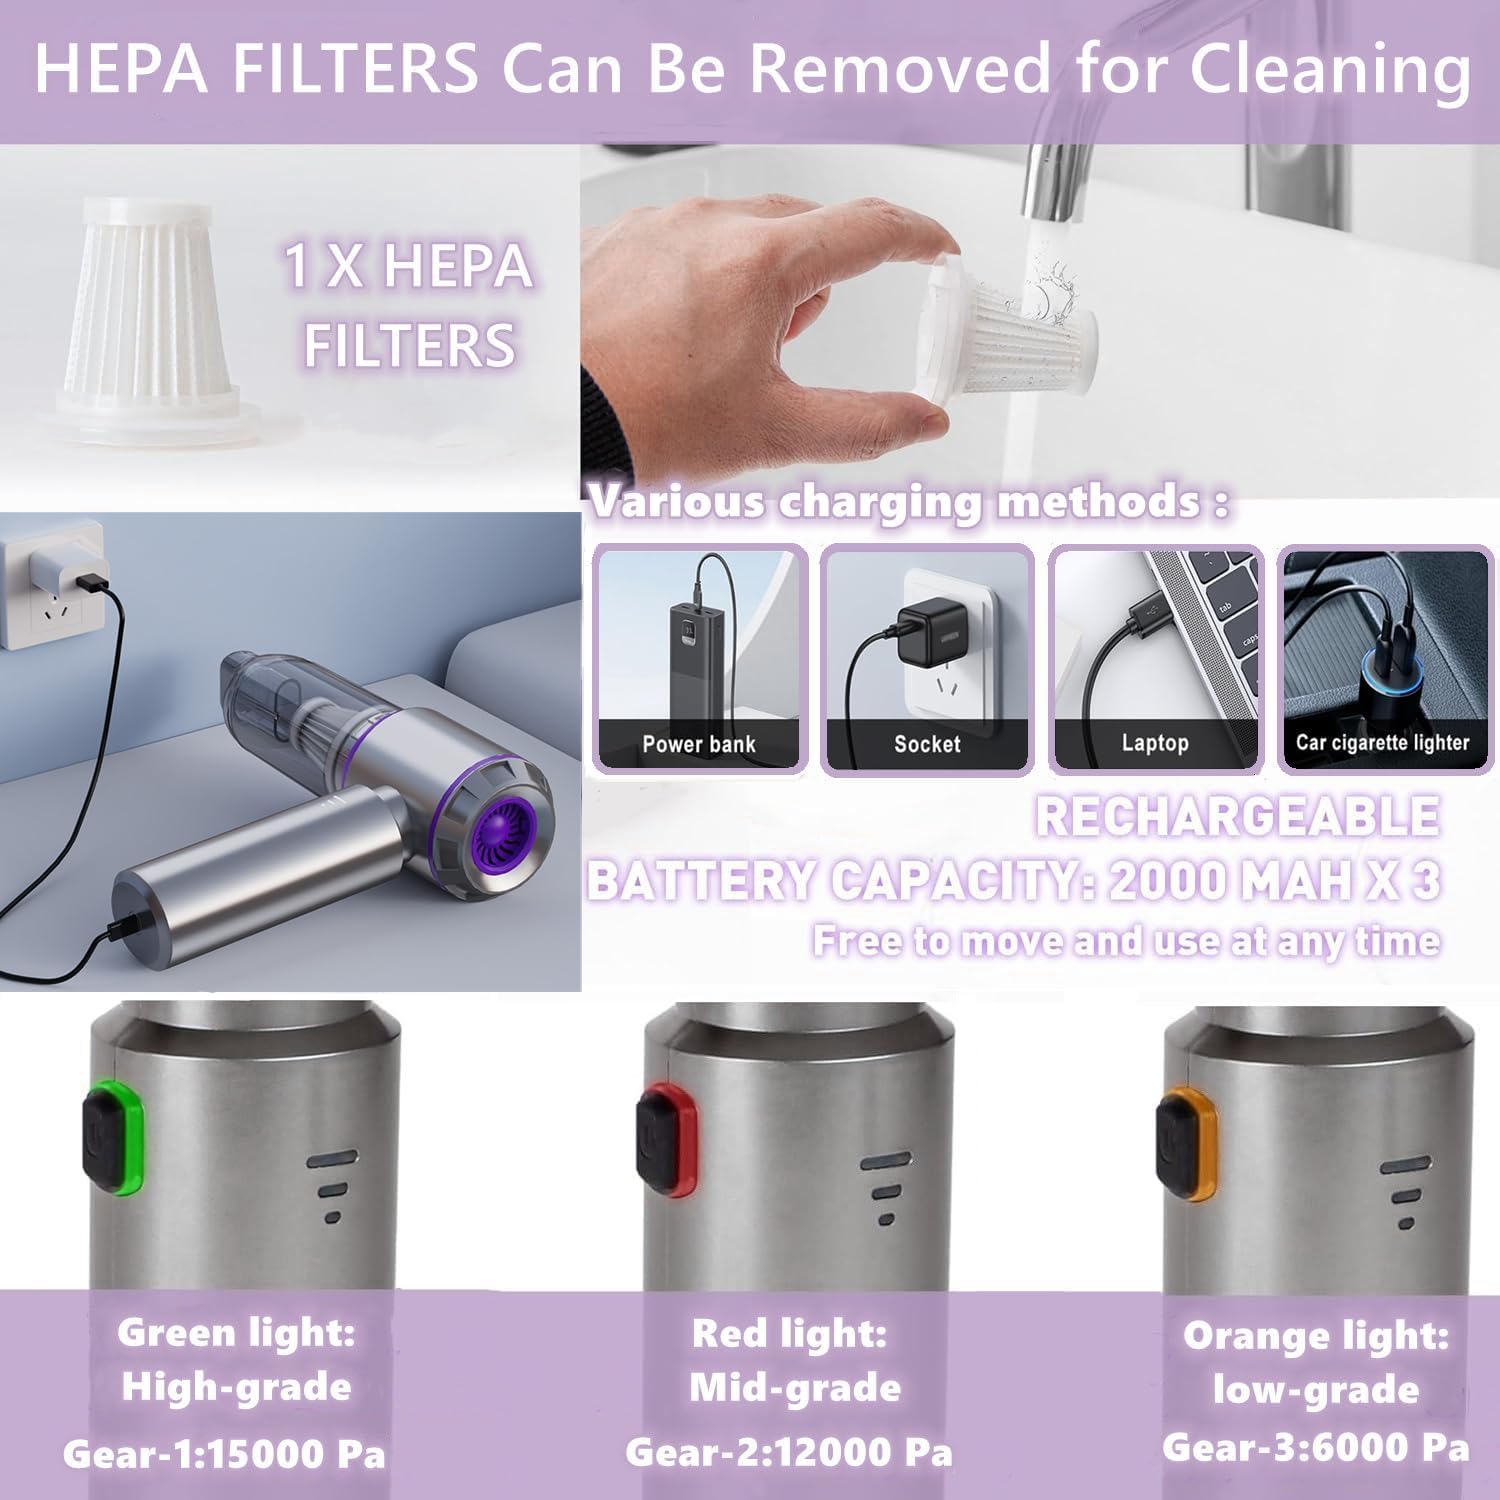 HEPA FILTERS Can Be Removed for Cleaning
1 X HEPA
FILTERS
Various charging methods :
Power bank
Socket
Laptop
Car cigarette lighter
tab
caps
RECHARGEABLE
BATTERY CAPACITY: 2000 MAH X 3
Free to move and use at any time
Green light:
High-grade
Gear-1:15000 Pa
Red light:
Mid-grade
Gear-2:12000 Pa
Orange light:
low-grade
Gear-3:6000 Pa